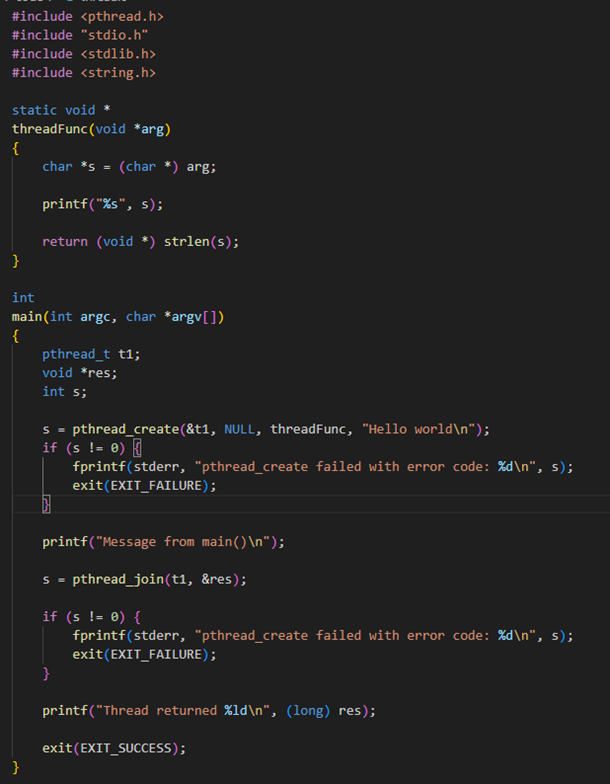 #include <pthread.h>
#include "stdio.h"
#include <stdlib.h>
#include <string.h>
static void *
threadFunc(void *arg)
{
char *s = (char *) arg;
printf("%s", s);
return (void *) strlen(s);
}
int
main(int argc, char *argv[])
{
pthread_t t1;
void *res;
int s;
s = pthread_create(&t1, NULL, threadFunc, "Hello world\n");
if (s != 0) {
fprintf(stderr, "pthread_create failed with error code: %d\n", s);
exit(EXIT_FAILURE);
}
printf("Message from main()\n");
s = pthread_join(t1, &res);
if (s != 0) {
fprintf(stderr, "pthread_create failed with error code: %d\n", s);
exit(EXIT_FAILURE);
}
printf("Thread returned %ld\n", (long) res);
exit(EXIT_SUCCESS);
}